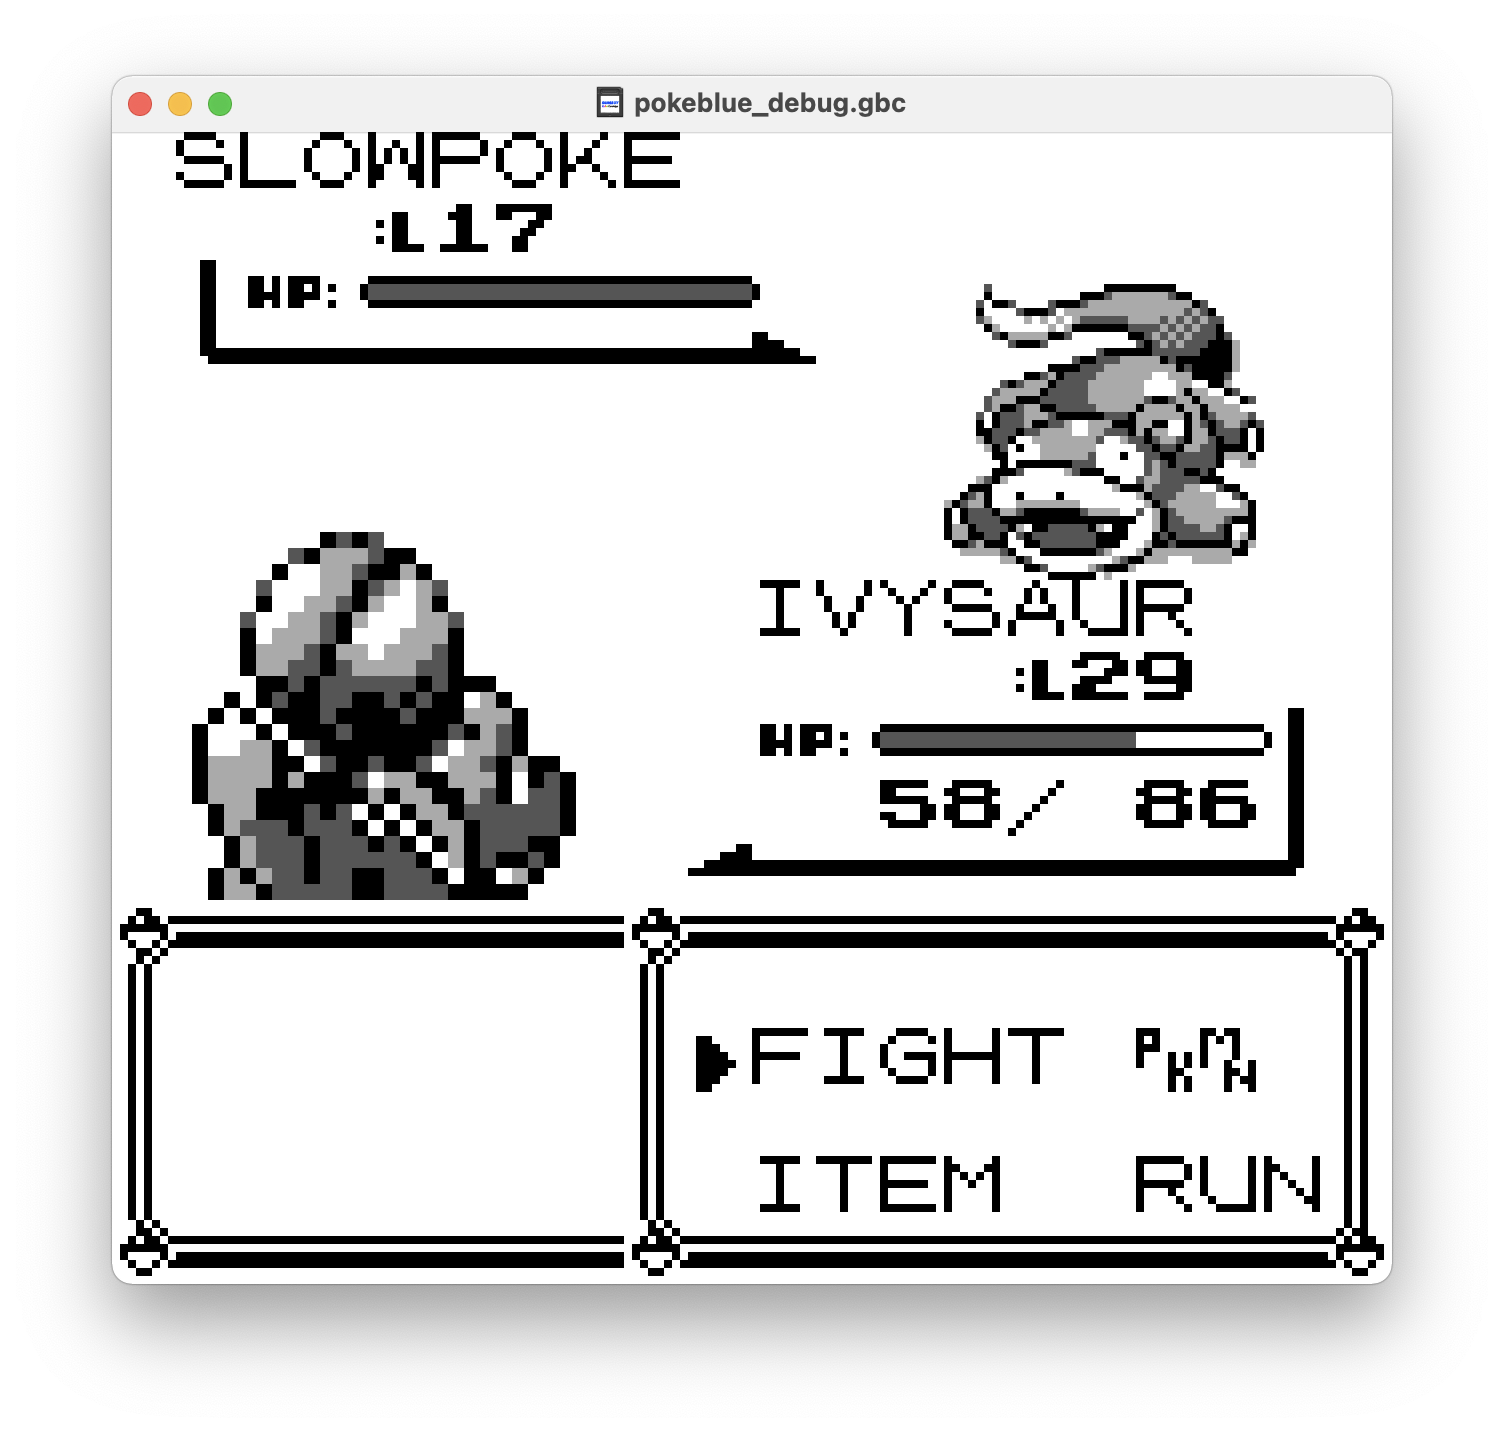 pokeblue_debug.gbc
SLOWPOKE
:L17
HP:
IVYSAUR
:L29
HP:
58/ 86
▶FIGHT PKMN
ITEM RUN